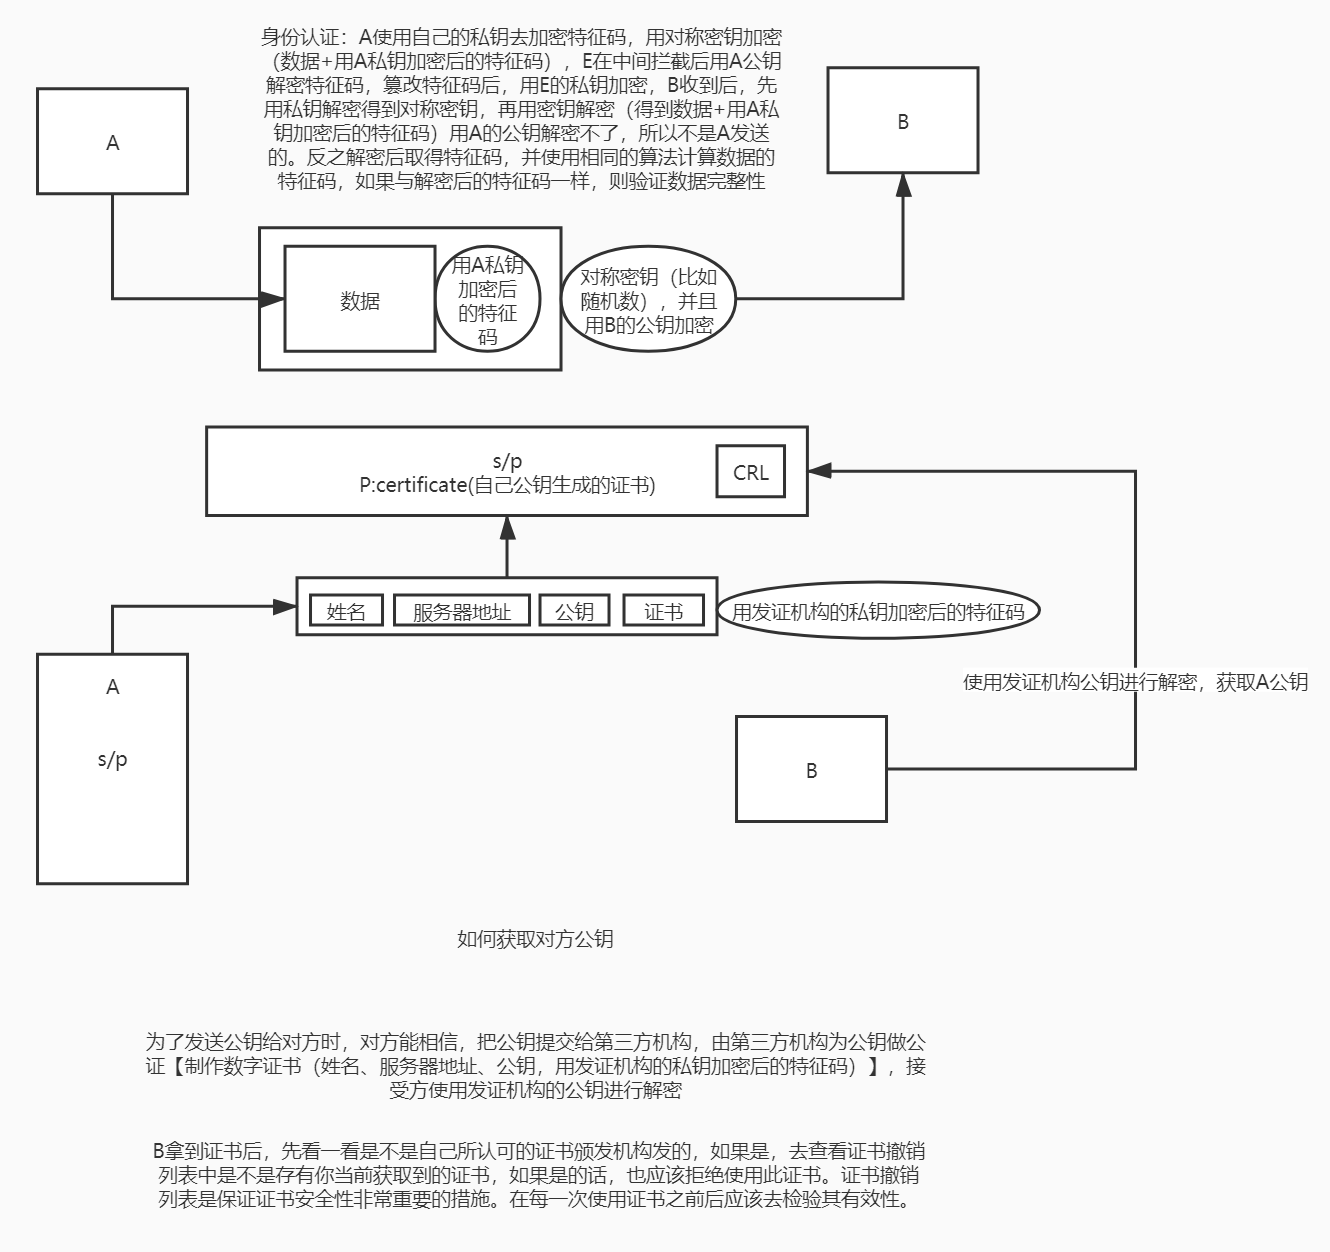 身份认证：A使用自己的私钥去加密特征码，用对称密钥加密
（数据+用A私钥加密后的特征码），E在中间拦截后用A公钥
解密特征码，篡改特征码后，用E的私钥加密，B收到后，先
用私钥解密得到对称密钥，再用密钥解密（得到数据+用A私
钥加密后的特征码）用A的公钥解密不了，所以不是A发送
的。反之解密后取得特征码，并使用相同的算法计算数据的
特征码，如果与解密后的特征码一样，则验证数据完整性
A
B
数据
用A私钥
加密后
的特征
码
对称密钥（比如
随机数），并且
用B的公钥加密
s/p
P:certificate(自己公钥生成的证书)
CRL
姓名
服务器地址
公钥
证书
用发证机构的私钥加密后的特征码
A
s/p
使用发证机构公钥进行解密，获取A公钥
B
如何获取对方公钥
为了发送公钥给对方时，对方能相信，把公钥提交给第三方机构，由第三方机构为公钥做公
证【制作数字证书（姓名、服务器地址、公钥，用发证机构的私钥加密后的特征码）】，接
受方使用发证机构的公钥进行解密
B拿到证书后，先看一看是不是自己所认可的证书颁发机构发的，如果是，去查看证书撤销
列表中是不是存有你当前获取到的证书，如果是的话，也应该拒绝使用此证书。证书撤销
列表是保证证书安全性非常重要的措施。在每一次使用证书之前后应该去检验其有效性。